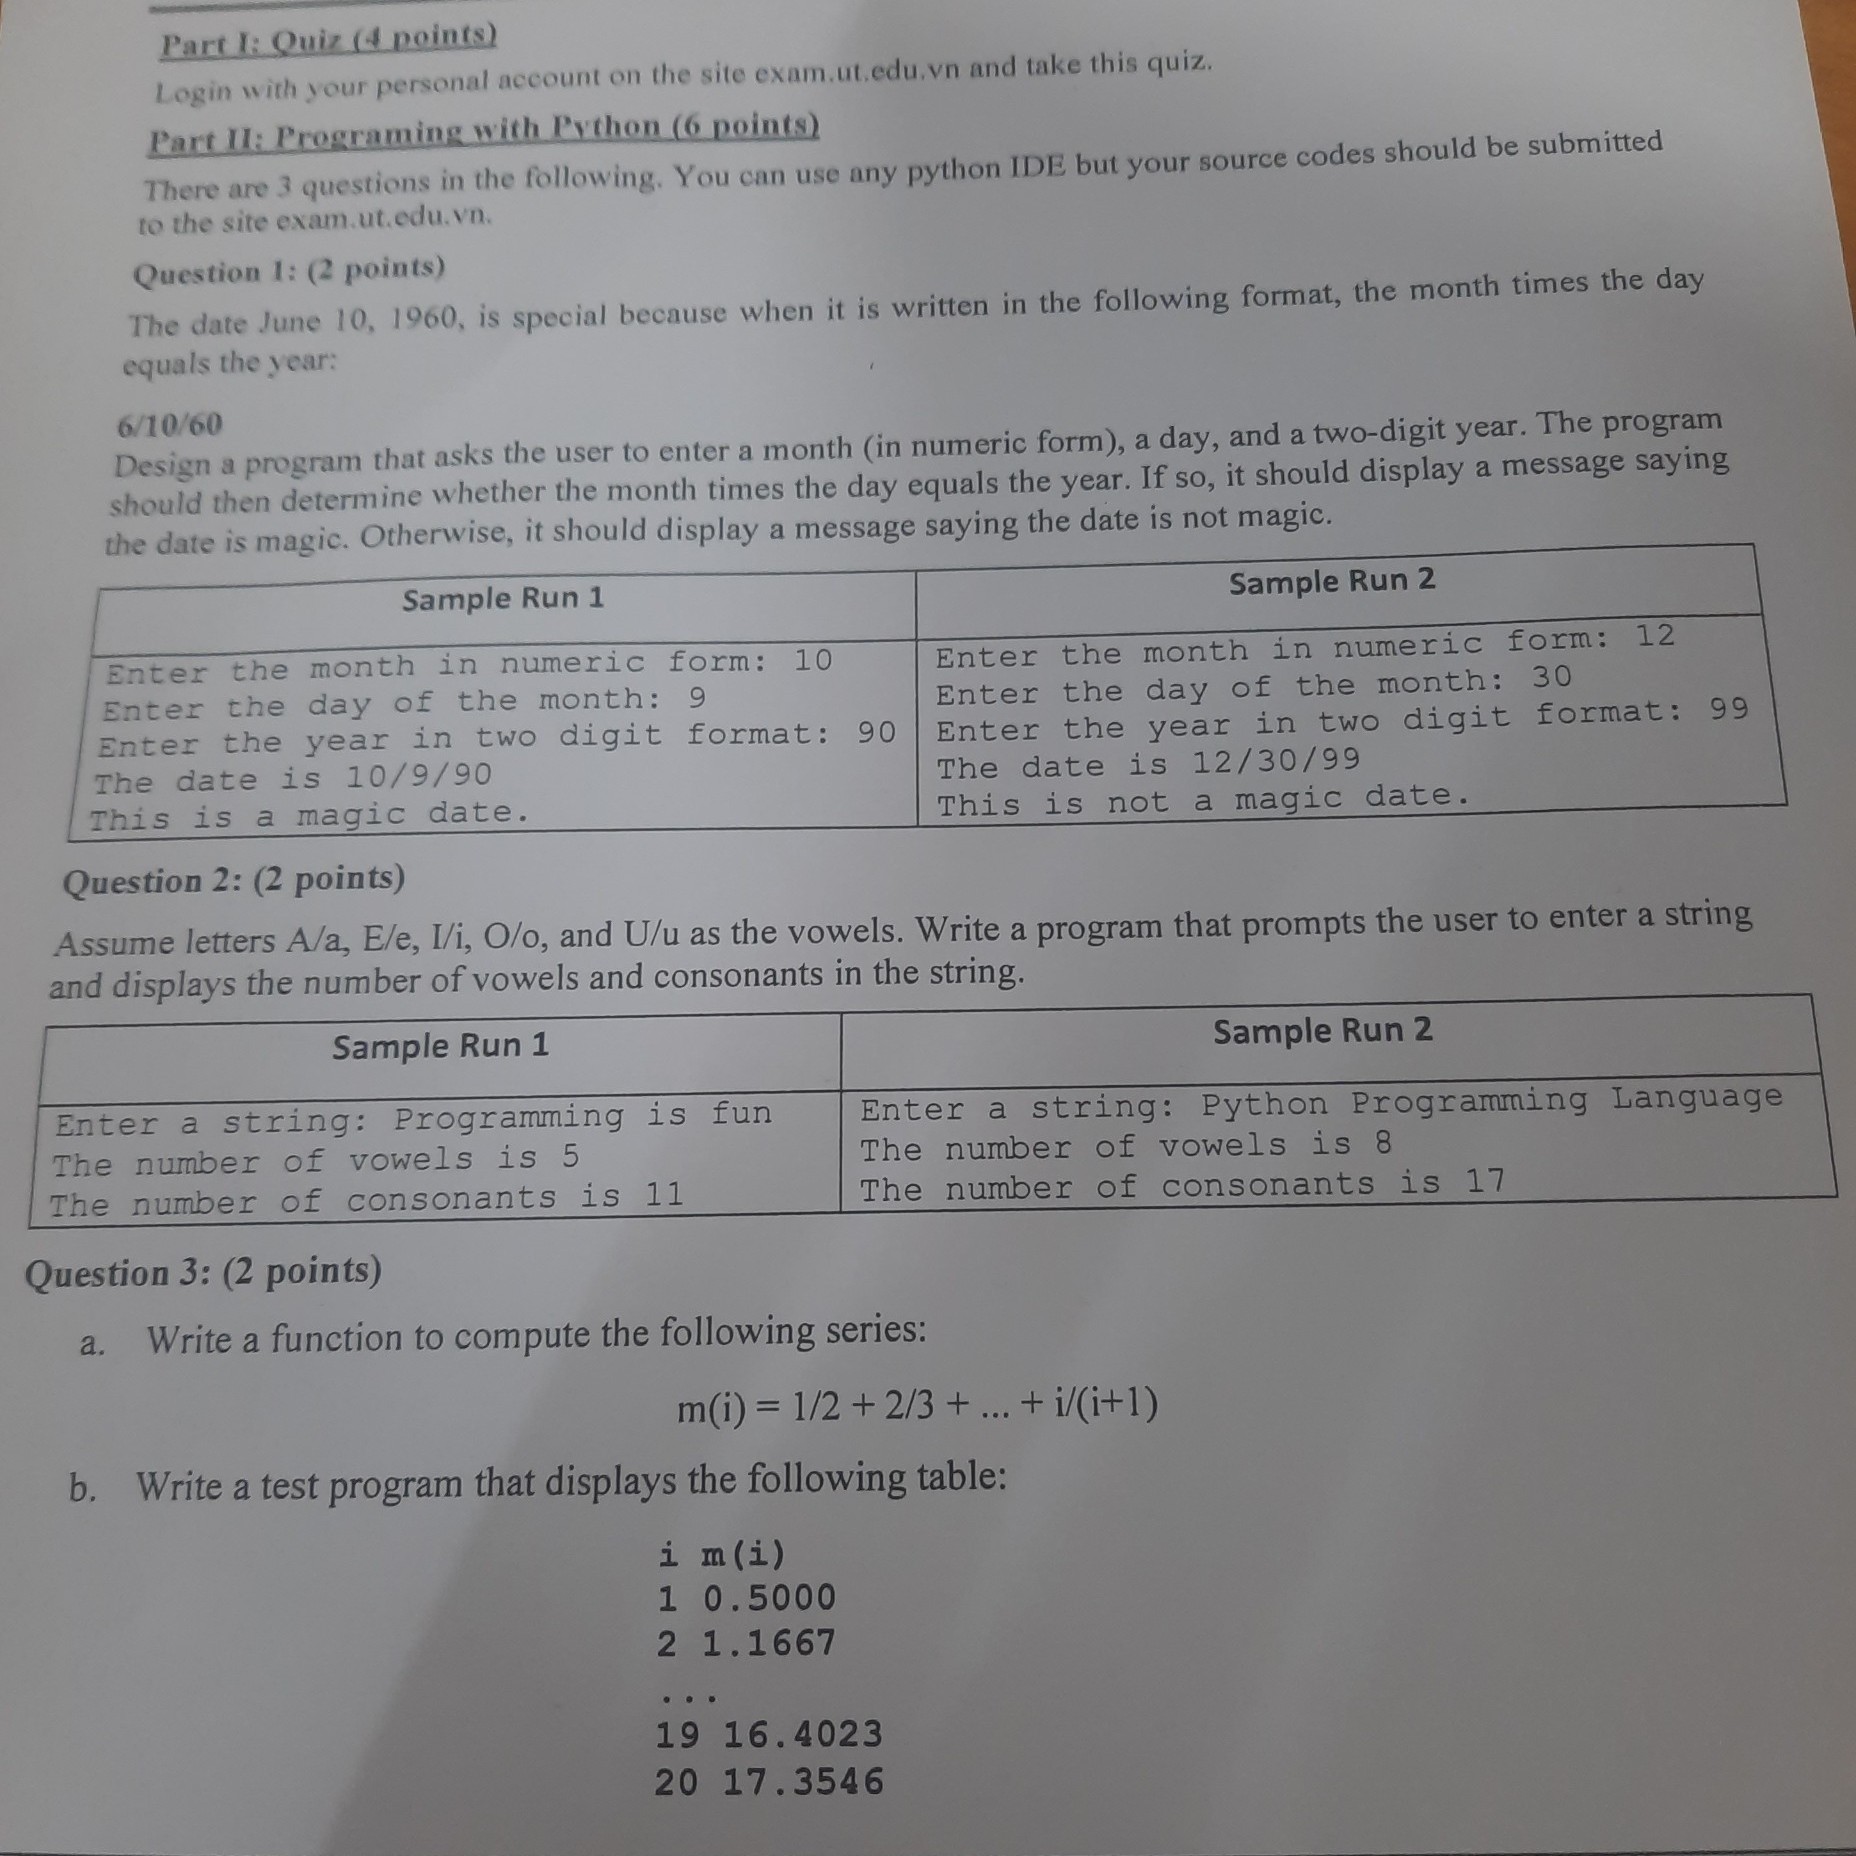 Part I: Quiz (4 points)
Login with your personal account on the site exam.ut.edu.vn and take this quiz.
Part II: Programing with Python (6 points)
There are 3 questions in the following. You can use any python IDE but your source codes should be submitted
to the site exam.ut.edu.vn.
Question 1: (2 points)
The date June 10, 1960, is special because when it is written in the following format, the month times the day
equals the year:
6/10/60
Design a program that asks the user to enter a month (in numeric form), a day, and a two-digit year. The program
should then determine whether the month times the day equals the year. If so, it should display a message saying
the date is magic. Otherwise, it should display a message saying the date is not magic.
Sample Run 1
Enter the month in numeric form: 10
Enter the day of the month: 9
Enter the year in two digit format: 90
The date is 10/9/90
This is a magic date.
Sample Run 2
Enter the month in numeric form: 12
Enter the day of the month: 30
Enter the year in two digit format: 99
The date is 12/30/99
This is not a magic date.
Question 2: (2 points)
Assume letters A/a, E/e, I/i, O/o, and U/u as the vowels. Write a program that prompts the user to enter a string
and displays the number of vowels and consonants in the string.
Sample Run 1
Enter a string: Programming is fun
The number of vowels is 5
The number of consonants is 11
Sample Run 2
Enter a string: Python Programming Language
The number of vowels is 8
The number of consonants is 17
Question 3: (2 points)
a. Write a function to compute the following series:
m(i) = 1/2 + 2/3 + ... + i/(i+1)
b. Write a test program that displays the following table:
i m(i)
1 0.5000
2 1.1667
...
19 16.4023
20 17.3546